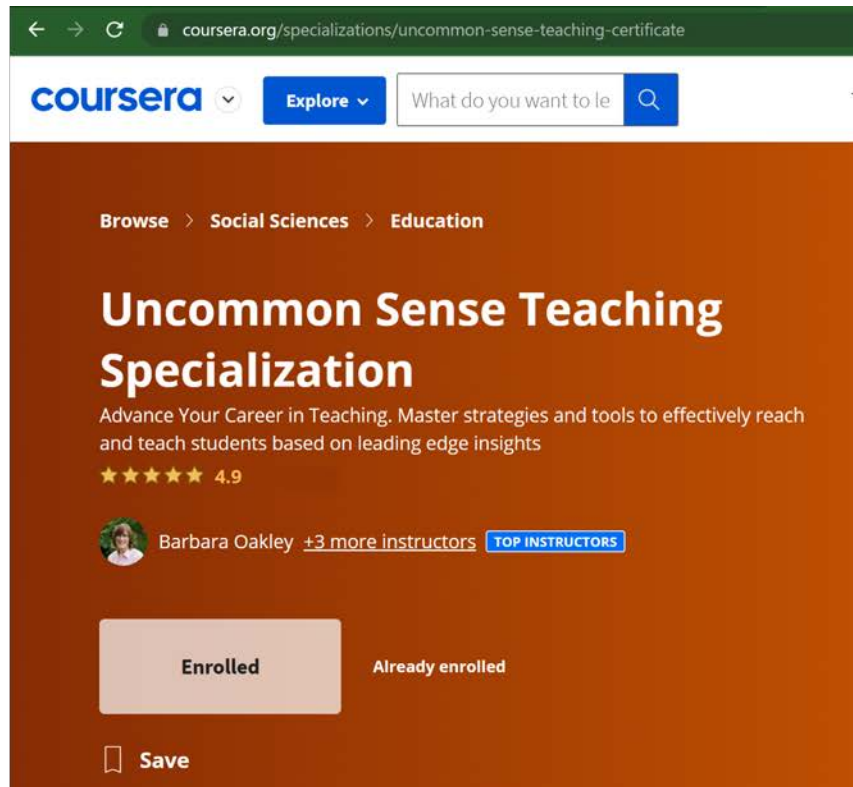 coursera.org/specializations/uncommon-sense-teaching-certificate
coursera
Explore
What do you want to le
Browse > Social Sciences > Education
Uncommon Sense Teaching
Specialization
Advance Your Career in Teaching. Master strategies and tools to effectively reach
and teach students based on leading edge insights
4.9
Barbara Oakley +3 more instructors TOP INSTRUCTORS
Enrolled Already enrolled
Save